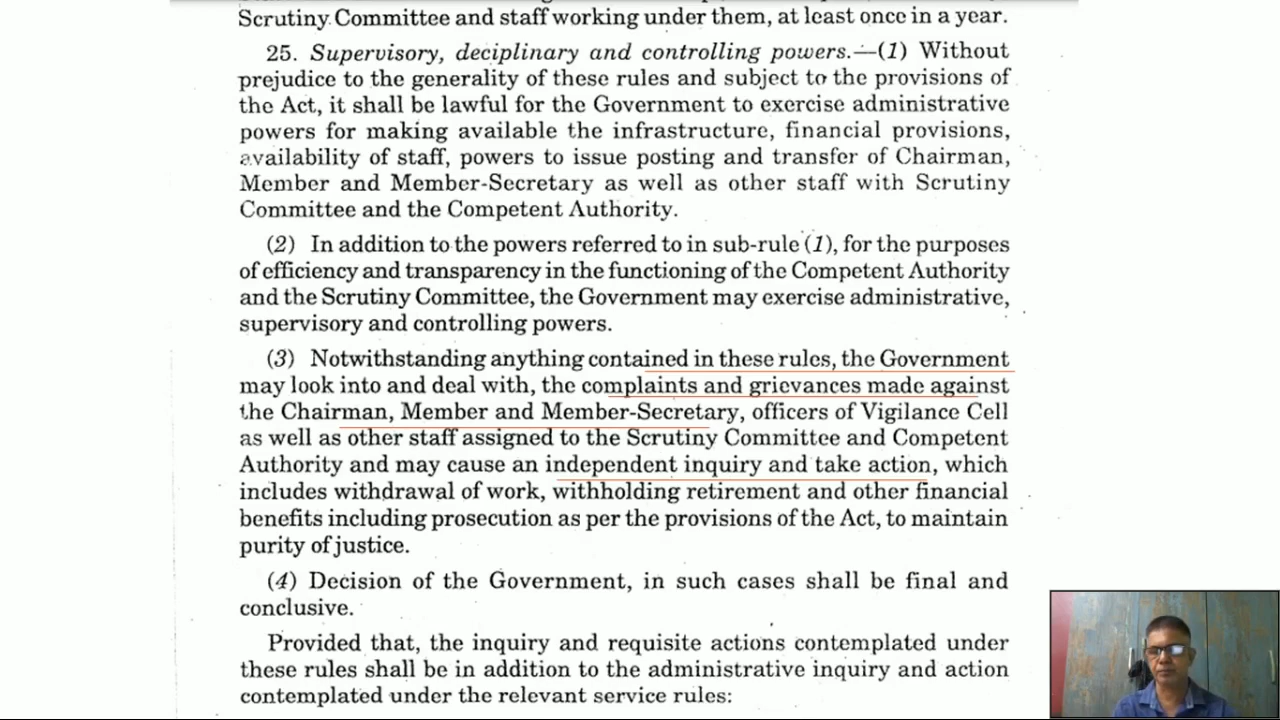 Scrutiny Committee and staff working under them, at least once in a year.
25. Supervisory, deciplinary and controlling powers.—(1) Without
prejudice to the generality of these rules and subject to the provisions of
the Act, it shall be lawful for the Government to exercise administrative
powers for making available the infrastructure, financial provisions,
availability of staff, powers to issue posting and transfer of Chairman,
Member and Member-Secretary as well as other staff with Scrutiny
Committee and the Competent Authority.
(2) In addition to the powers referred to in sub-rule (1), for the purposes
of efficiency and transparency in the functioning of the Competent Authority
and the Scrutiny Committee, the Government may exercise administrative,
supervisory and controlling powers.
(3) Notwithstanding anything contained in these rules, the Government
may look into and deal with, the complaints and grievances made against
the Chairman, Member and Member-Secretary, officers of Vigilance Cell
as well as other staff assigned to the Scrutiny Committee and Competent
Authority and may cause an independent inquiry and take action, which
includes withdrawal of work, withholding retirement and other financial
benefits including prosecution as per the provisions of the Act, to maintain
purity of justice.
(4) Decision of the Government, in such cases shall be final and
conclusive.
Provided that, the inquiry and requisite actions contemplated under
these rules shall be in addition to the administrative inquiry and action
contemplated under the relevant service rules: